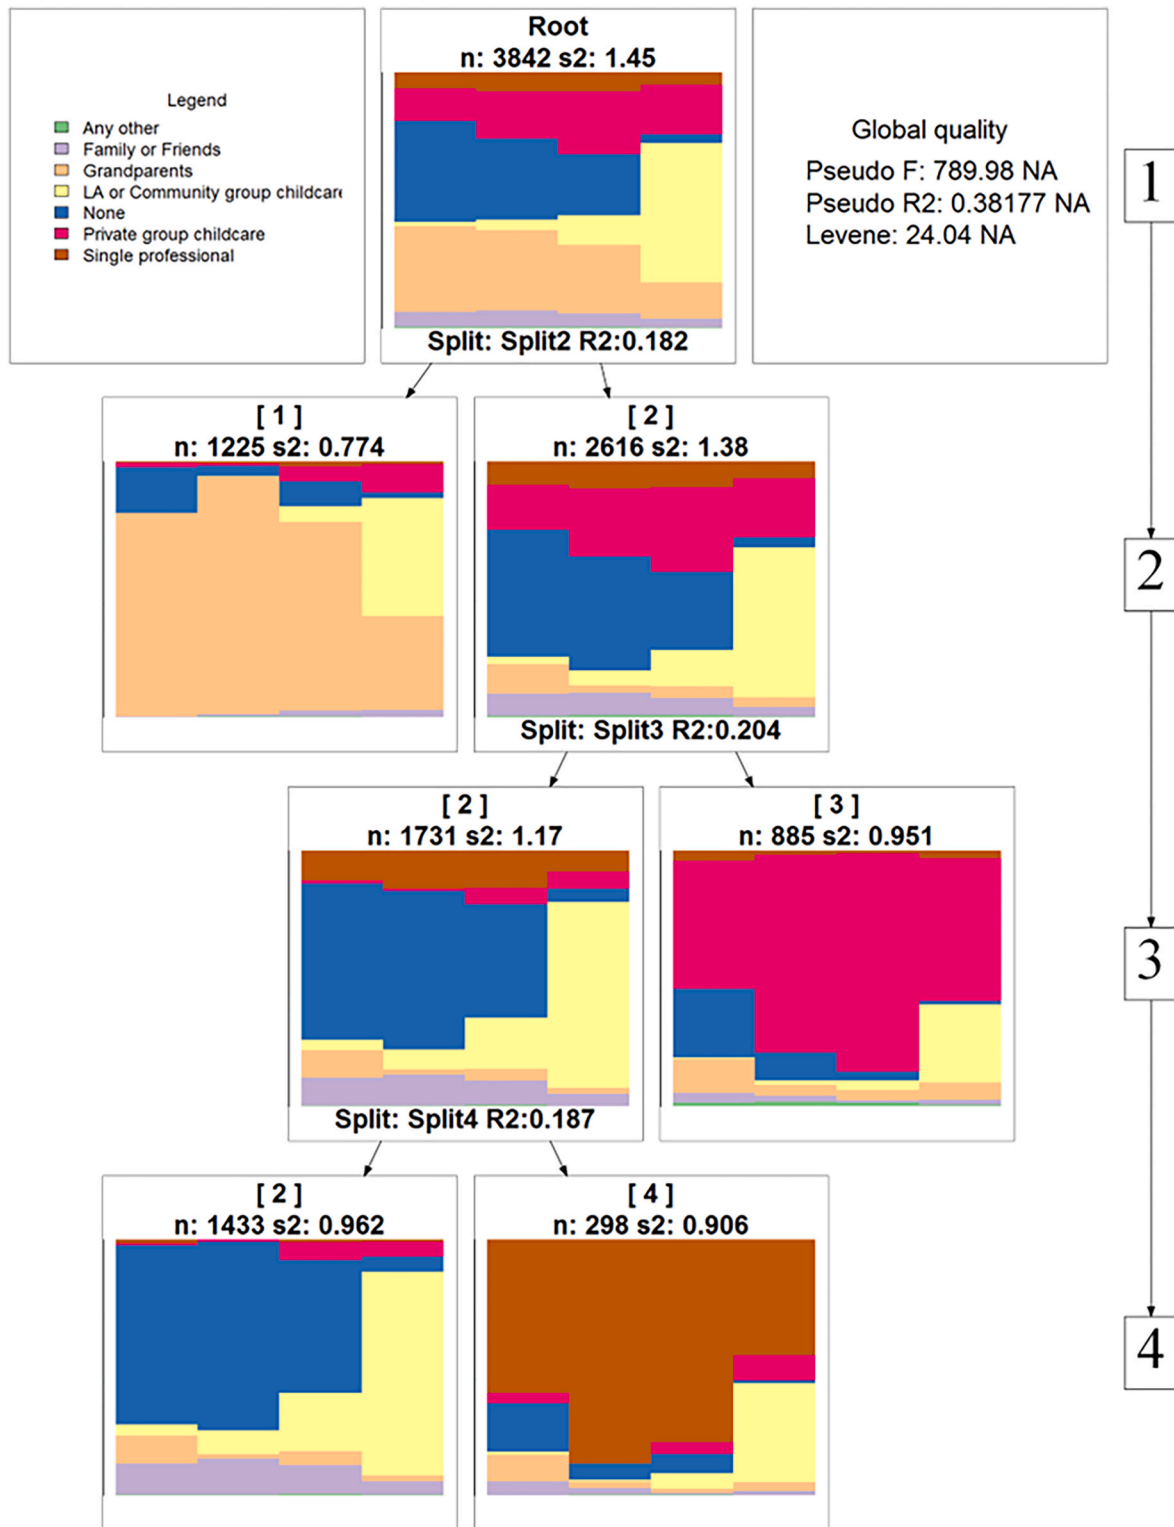 Legend
Any other
Family or Friends
Grandparents
LA or Community group childcare
None
Private group childcare
Single professional
Root
n: 3842 s2: 1.45
Split: Split2 R2:0.182
Global quality
Pseudo F: 789.98 NA
Pseudo R2: 0.38177 NA
Levene: 24.04 NA
1
[ 1 ]
n: 1225 s2: 0.774
[ 2 ]
n: 2616 s2: 1.38
Split: Split3 R2:0.204
2
[ 2 ]
n: 1731 s2: 1.17
Split: Split4 R2:0.187
[ 3 ]
n: 885 s2: 0.951
3
[ 2 ]
n: 1433 s2: 0.962
[ 4 ]
n: 298 s2: 0.906
4